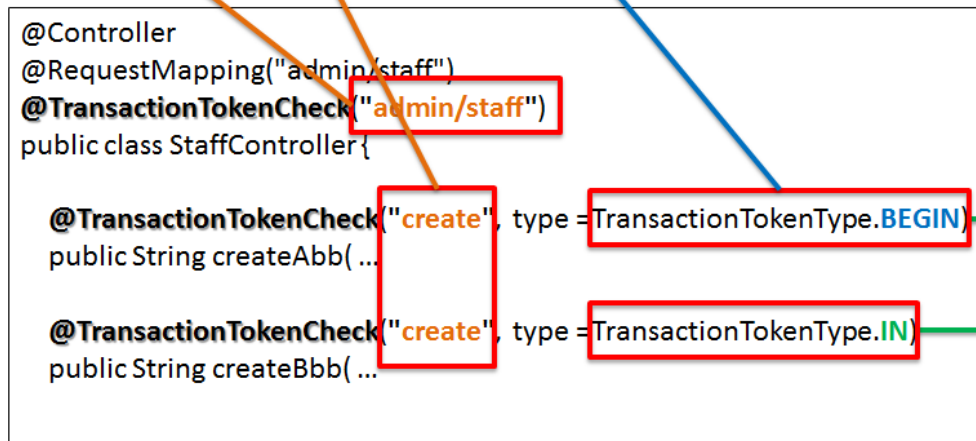 @Controller
@RequestMapping("admin/staff")
@TransactionTokenCheck("admin/staff")
public class StaffController{
@TransactionTokenCheck("create", type =TransactionTokenType.BEGIN)
public String createAbb( ...
@TransactionTokenCheck("create", type =TransactionTokenType.IN)
public String createBbb( ...